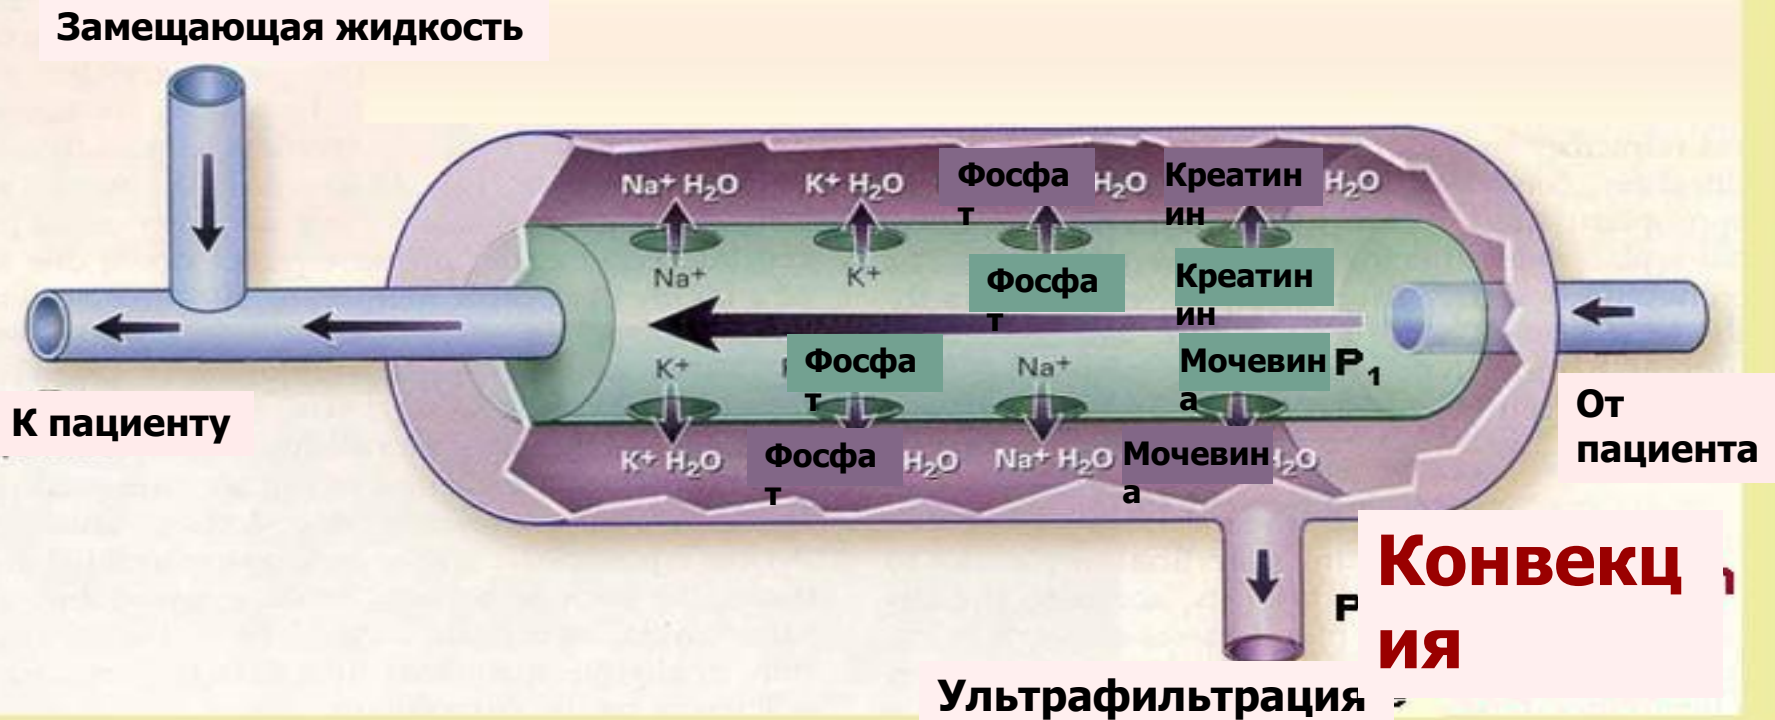 Замещающая жидкость
Na⁺ H₂O K⁺ H₂O Фосфа H₂O Креатин H₂O
т ин
Na⁺ K⁺ Фосфа Креатин
т ин
K⁺ Фосфа Na⁺ Мочевин P₁
т а
К пациенту
От
пациента
K⁺ H₂O Фосфа H₂O Na⁺ H₂O Мочевин H₂O
т а
Конвекц
ия
P
Ультрафильтрация